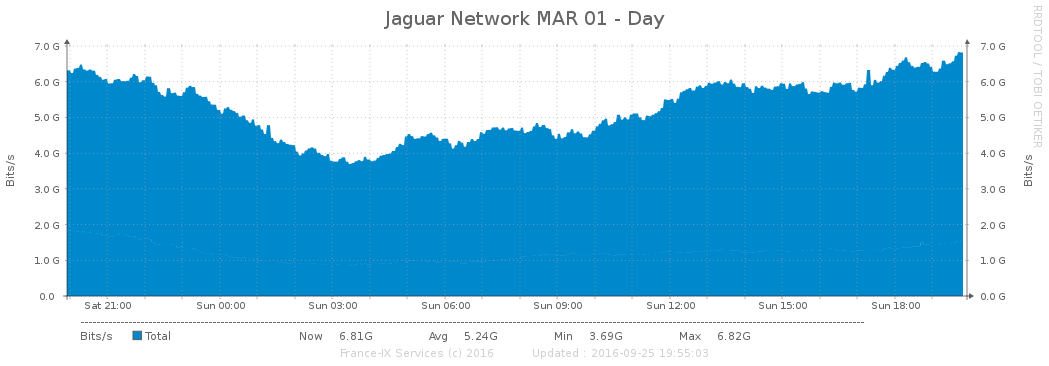 Jaguar Network MAR 01 - Day
RRDTOOL / TOBI OETIKER
Bits/s
7.0 G
6.0 G
5.0 G
4.0 G
3.0 G
2.0 G
1.0 G
0.0
7.0 G
6.0 G
5.0 G
4.0 G
3.0 G
2.0 G
1.0 G
0.0 G
Bits/s
Sat 21:00 Sun 00:00 Sun 03:00 Sun 06:00 Sun 09:00 Sun 12:00 Sun 15:00 Sun 18:00
Bits/s Total Now 6.81G Avg 5.24G Min 3.69G Max 6.82G
France-IX Services (c) 2016 Updated : 2016-09-25 19:55:03